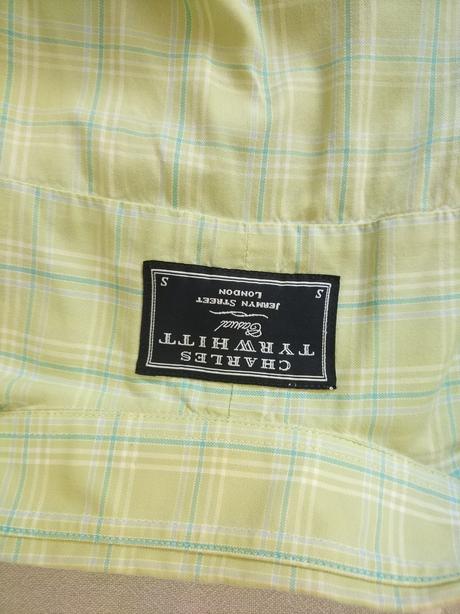 CHARLES
TYRWHITT
Casual
JERMYN STREET
LONDON
S S